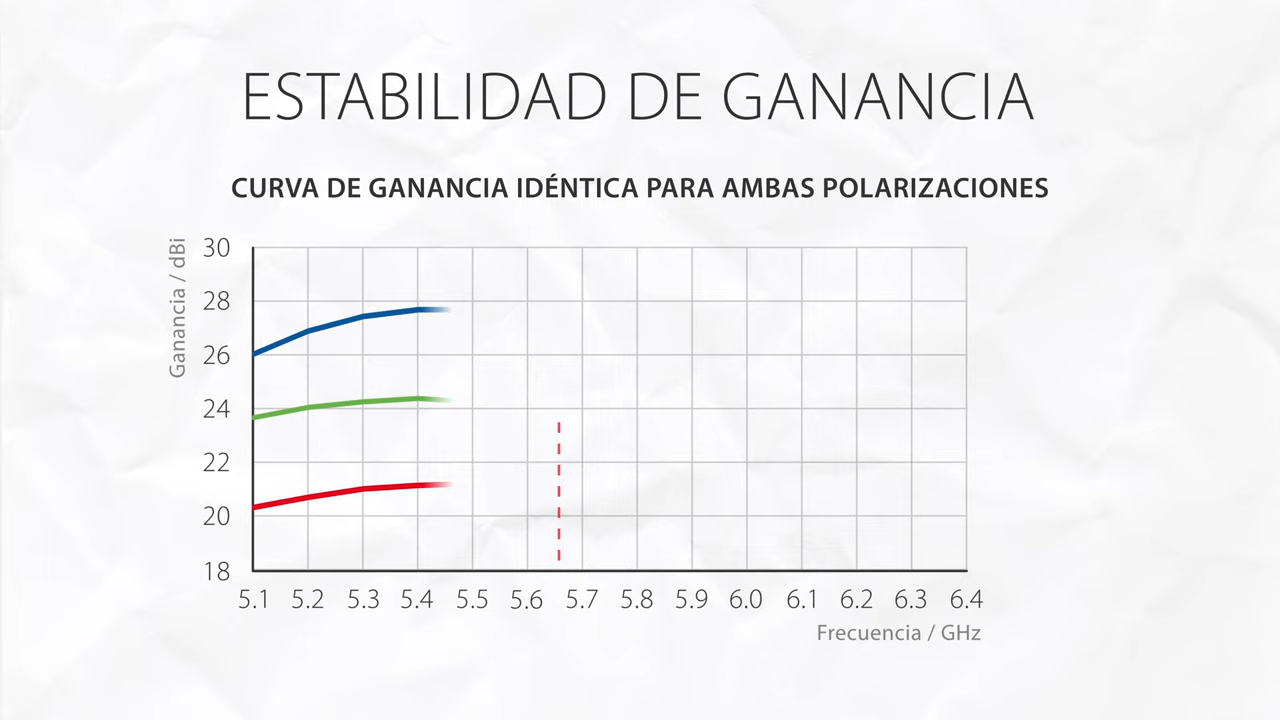 ESTABILIDAD DE GANANCIA
CURVA DE GANANCIA IDÉNTICA PARA AMBAS POLARIZACIONES
Ganancia / dBi
30
28
26
24
22
20
18
5.1 5.2 5.3 5.4 5.5 5.6 5.7 5.8 5.9 6.0 6.1 6.2 6.3 6.4
Frecuencia / GHz